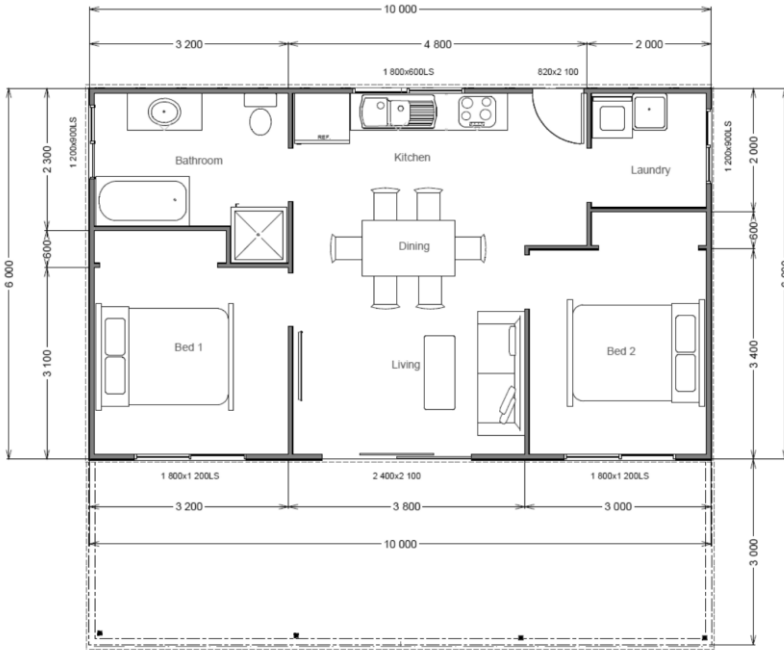 10 000
3 200
4 800
2 000
1 800x600LS
820x2 100
6 000
2 300
1 200x900LS
Bathroom
REF.
Kitchen
Laundry
1 200x900LS
2 000
600
Dining
600
3 100
Bed 1
Living
Bed 2
3 400
1 800x1 200LS
2 400x2 100
1 800x1 200LS
3 200
3 800
3 000
10 000
3 000